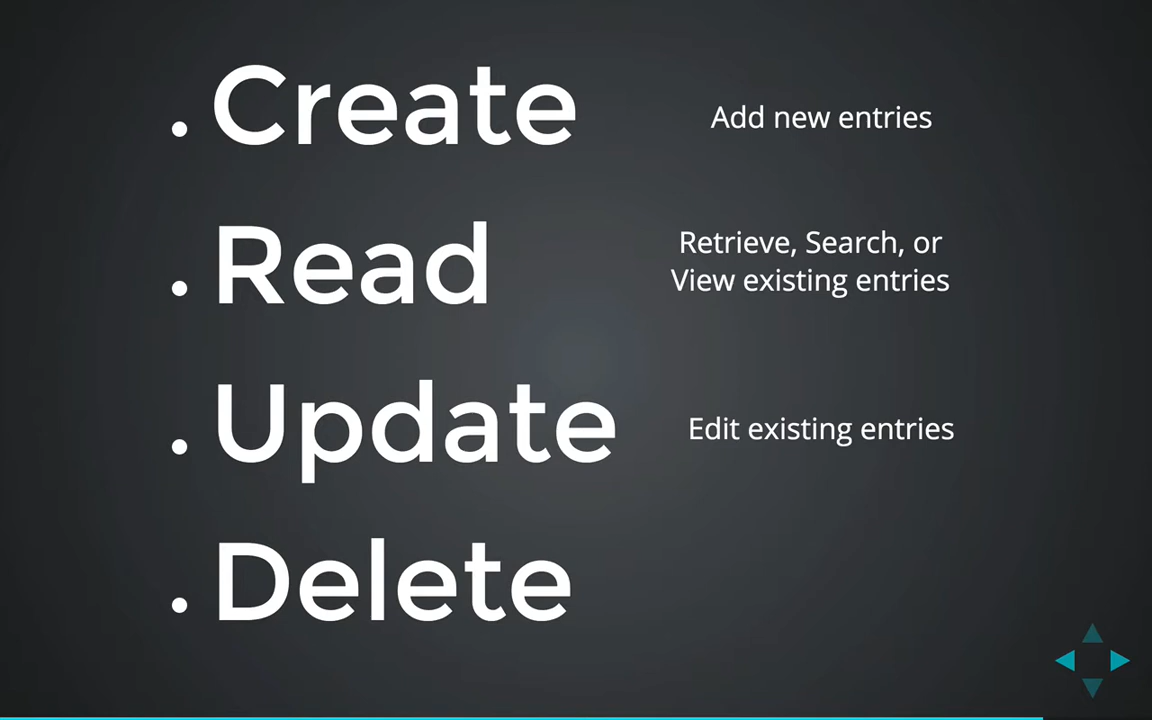 • Create
Add new entries
• Read
Retrieve, Search, or
View existing entries
• Update
Edit existing entries
• Delete